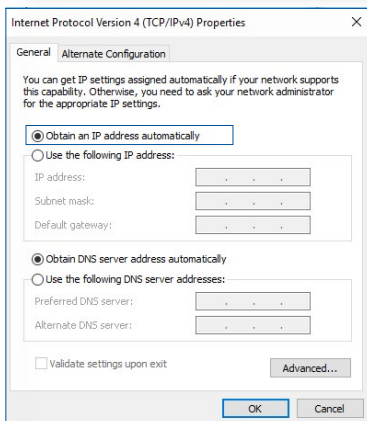 Internet Protocol Version 4 (TCP/IPv4) Properties
General Alternate Configuration
You can get IP settings assigned automatically if your network supports
this capability. Otherwise, you need to ask your network administrator
for the appropriate IP settings.
Obtain an IP address automatically
Use the following IP address:
IP address:
Subnet mask:
Default gateway:
Obtain DNS server address automatically
Use the following DNS server addresses:
Preferred DNS server:
Alternate DNS server:
Validate settings upon exit
Advanced...
OK Cancel